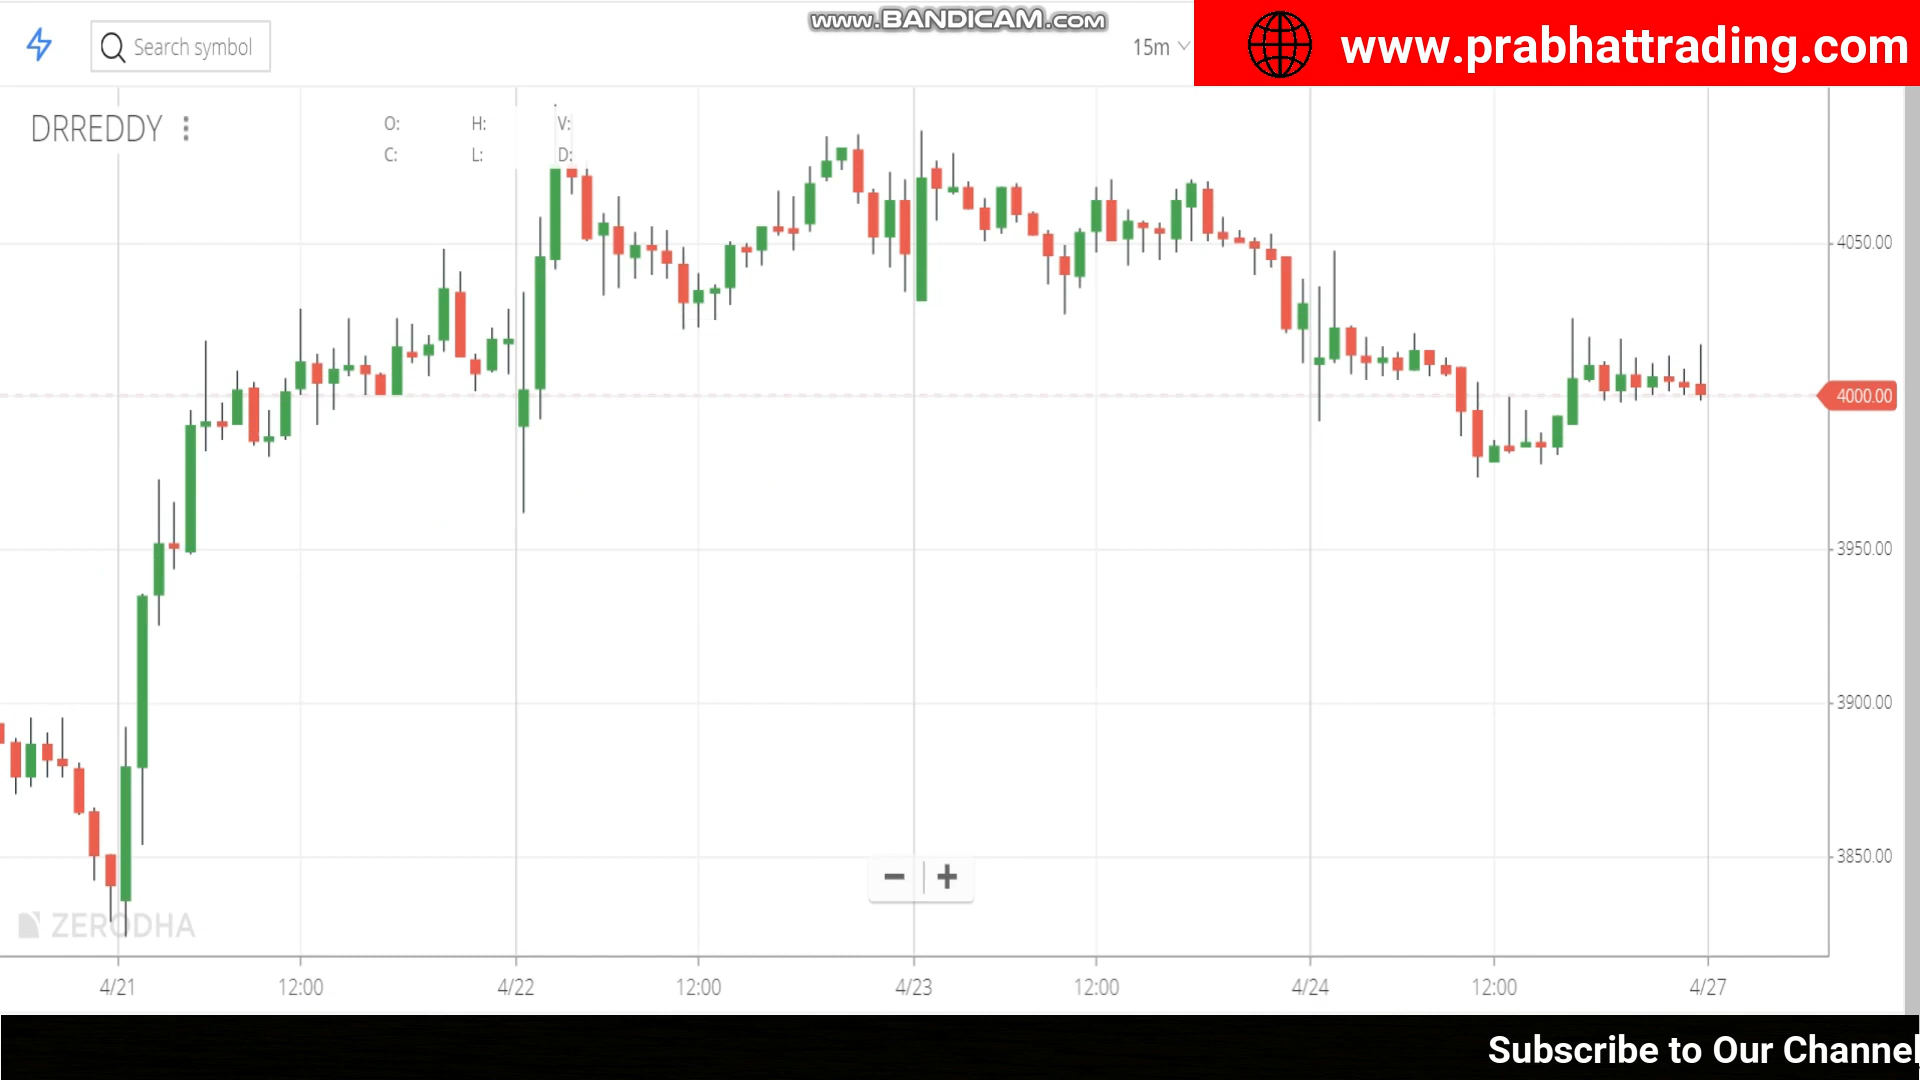 www.BANDICAM.COM
Search symbol
15m
www.prabhattrading.com
DRREDDY
O: H: V:
C: L: D:
4050.00
4000.00
3950.00
3900.00
3850.00
ZERODHA
4/21 12:00 4/22 12:00 4/23 12:00 4/24 12:00 4/27
Subscribe to Our Channel